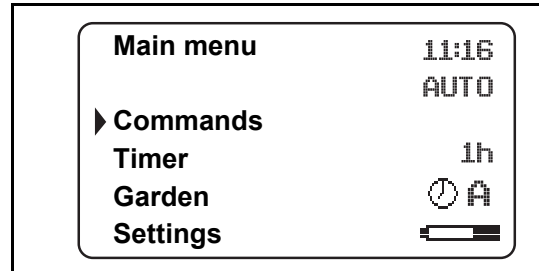 Main menu 11:16
AUTO
Commands
Timer 1h
Garden A
Settings